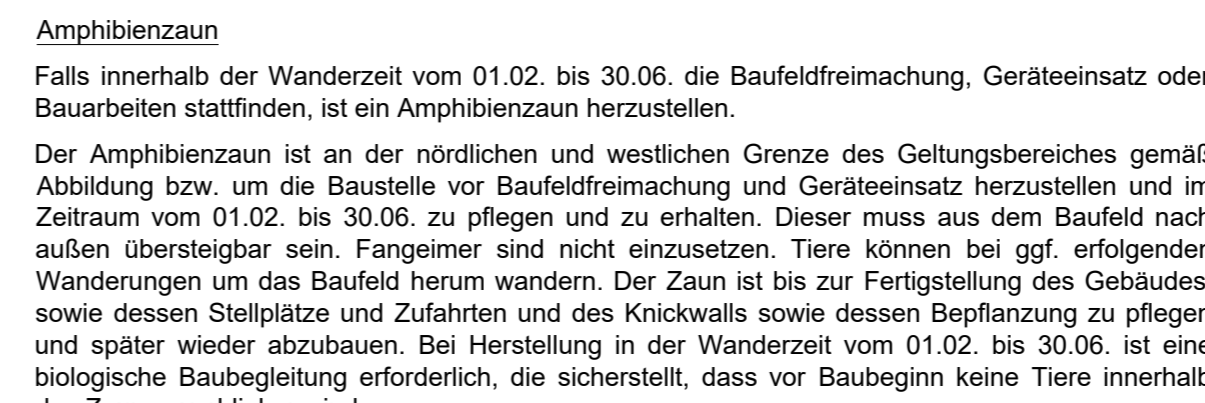 Amphibienzaun
Falls innerhalb der Wanderzeit vom 01.02. bis 30.06. die Baufeldfreimachung, Geräteeinsatz oder
Bauarbeiten stattfinden, ist ein Amphibienzaun herzustellen.
Der Amphibienzaun ist an der nördlichen und westlichen Grenze des Geltungsbereiches gemäß
Abbildung bzw. um die Baustelle vor Baufeldfreimachung und Geräteeinsatz herzustellen und im
Zeitraum vom 01.02. bis 30.06. zu pflegen und zu erhalten. Dieser muss aus dem Baufeld nach
außen übersteigbar sein. Fangeimer sind nicht einzusetzen. Tiere können bei ggf. erfolgenden
Wanderungen um das Baufeld herum wandern. Der Zaun ist bis zur Fertigstellung des Gebäudes
sowie dessen Stellplätze und Zufahrten und des Knickwalls sowie dessen Bepflanzung zu pflegen
und später wieder abzubauen. Bei Herstellung in der Wanderzeit vom 01.02. bis 30.06. ist eine
biologische Baubegleitung erforderlich, die sicherstellt, dass vor Baubeginn keine Tiere innerhalb